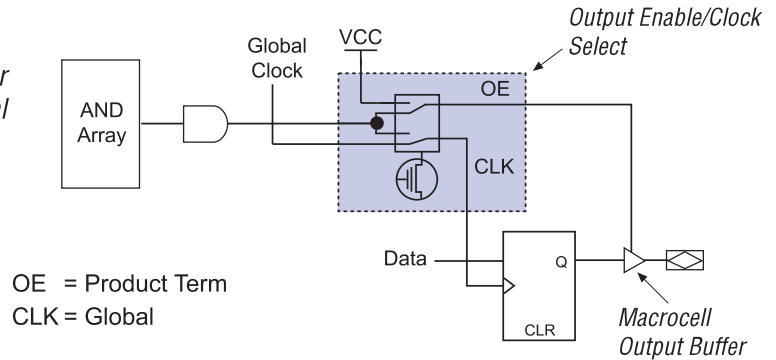 Output Enable/Clock
Select
VCC
Global
Clock
r
l
AND
Array
OE
CLK
Data
Q
CLR
OE = Product Term
CLK = Global
Macrocell
Output Buffer